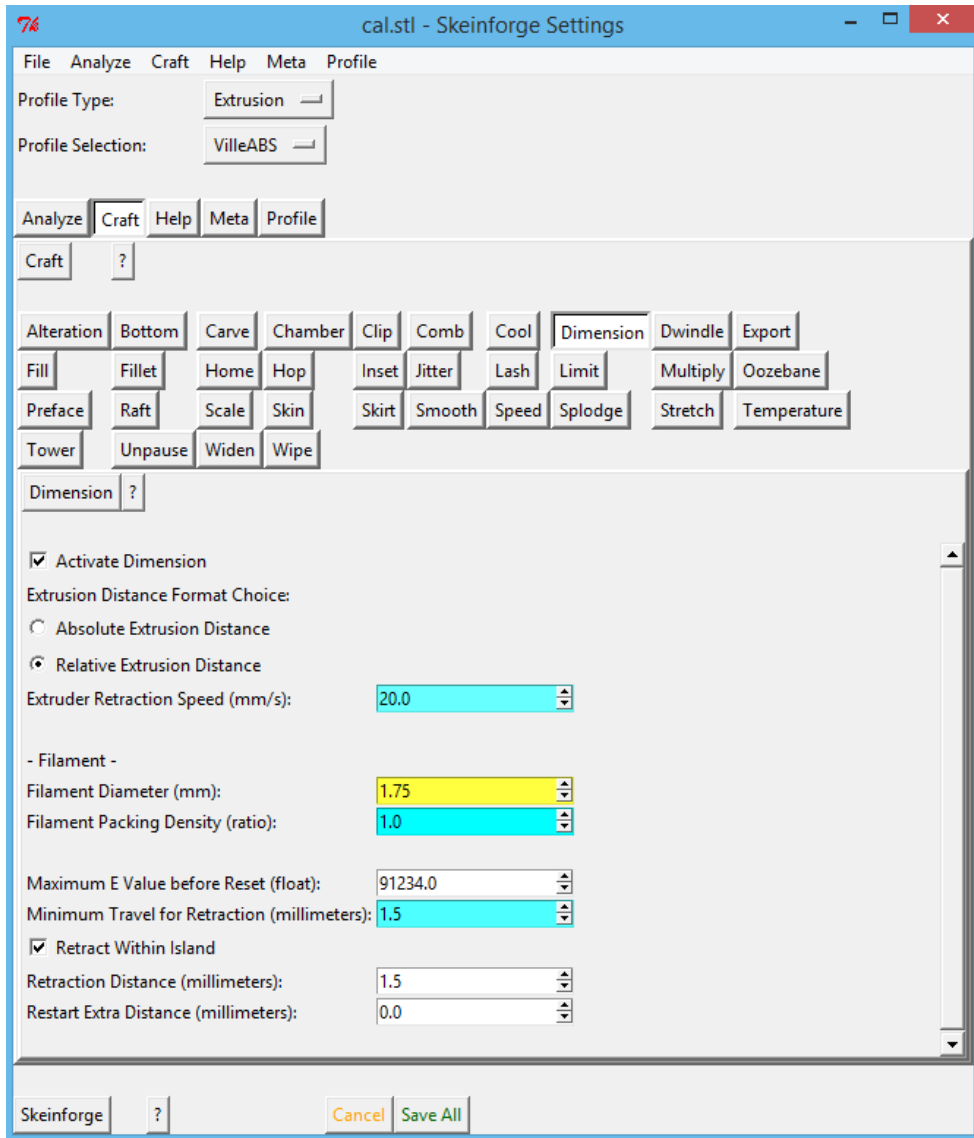 Tk cal.stl - Skeinforge Settings
File Analyze Craft Help Meta Profile
Profile Type: Extrusion
Profile Selection: VilleABS
Analyze Craft Help Meta Profile
Craft ?
Alteration Bottom Carve Chamber Clip Comb Cool Dimension Dwindle Export
Fill Fillet Home Hop Inset Jitter Lash Limit Multiply Oozebane
Preface Raft Scale Skin Skirt Smooth Speed Splodge Stretch Temperature
Tower Unpause Widen Wipe
Dimension ?
Activate Dimension
Extrusion Distance Format Choice:
Absolute Extrusion Distance
Relative Extrusion Distance
Extruder Retraction Speed (mm/s): 20.0
- Filament -
Filament Diameter (mm): 1.75
Filament Packing Density (ratio): 1.0
Maximum E Value before Reset (float): 91234.0
Minimum Travel for Retraction (millimeters): 1.5
Retract Within Island
Retraction Distance (millimeters): 1.5
Restart Extra Distance (millimeters): 0.0
Skeinforge ? Cancel Save All